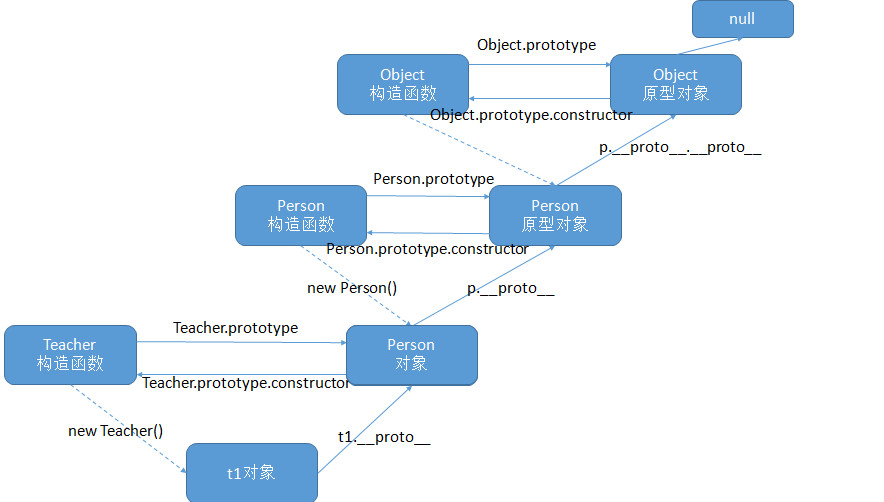 null
Object.prototype
Object
构造函数
Object
原型对象
Object.prototype.constructor
p.__proto__.__proto__
Person.prototype
Person
构造函数
Person
原型对象
Person.prototype.constructor
new Person()
p.__proto__
Teacher.prototype
Teacher
构造函数
Person
对象
Teacher.prototype.constructor
new Teacher()
t1.__proto__
t1对象